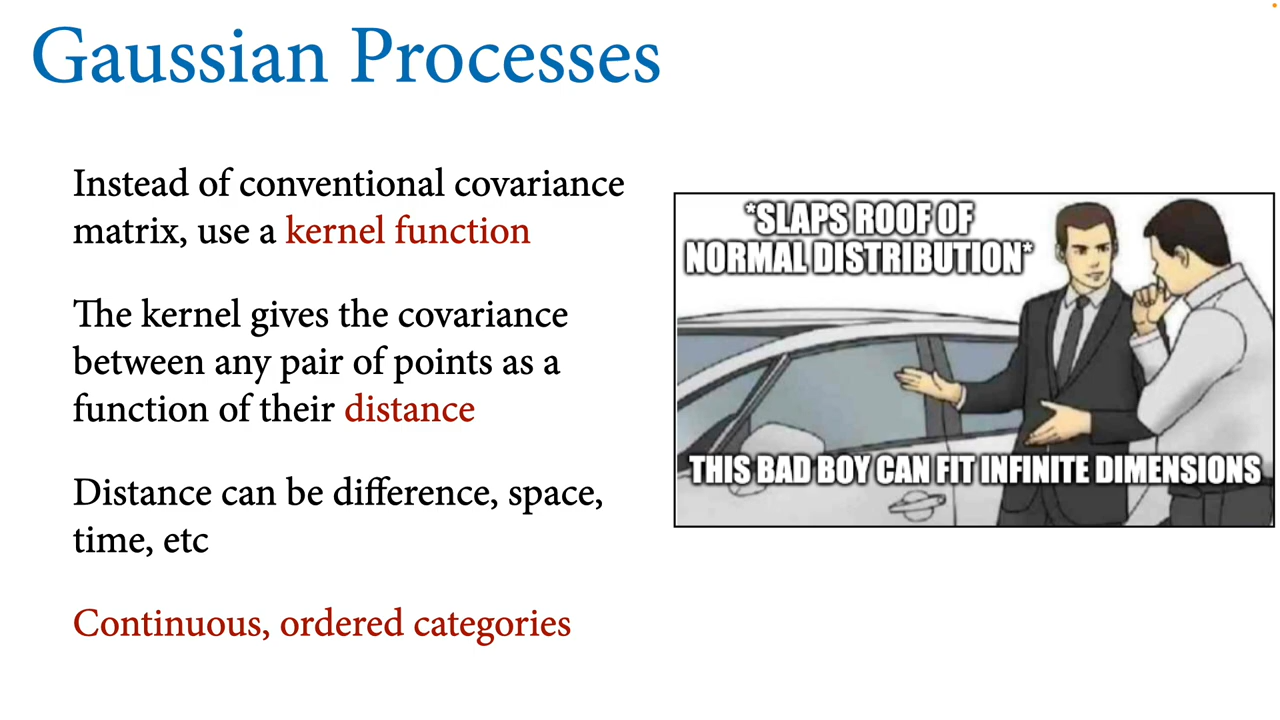 Gaussian Processes
Instead of conventional covariance
matrix, use a kernel function
The kernel gives the covariance
between any pair of points as a
function of their distance
Distance can be difference, space,
time, etc
Continuous, ordered categories
*SLAPS ROOF OF
NORMAL DISTRIBUTION*
THIS BAD BOY CAN FIT INFINITE DIMENSIONS